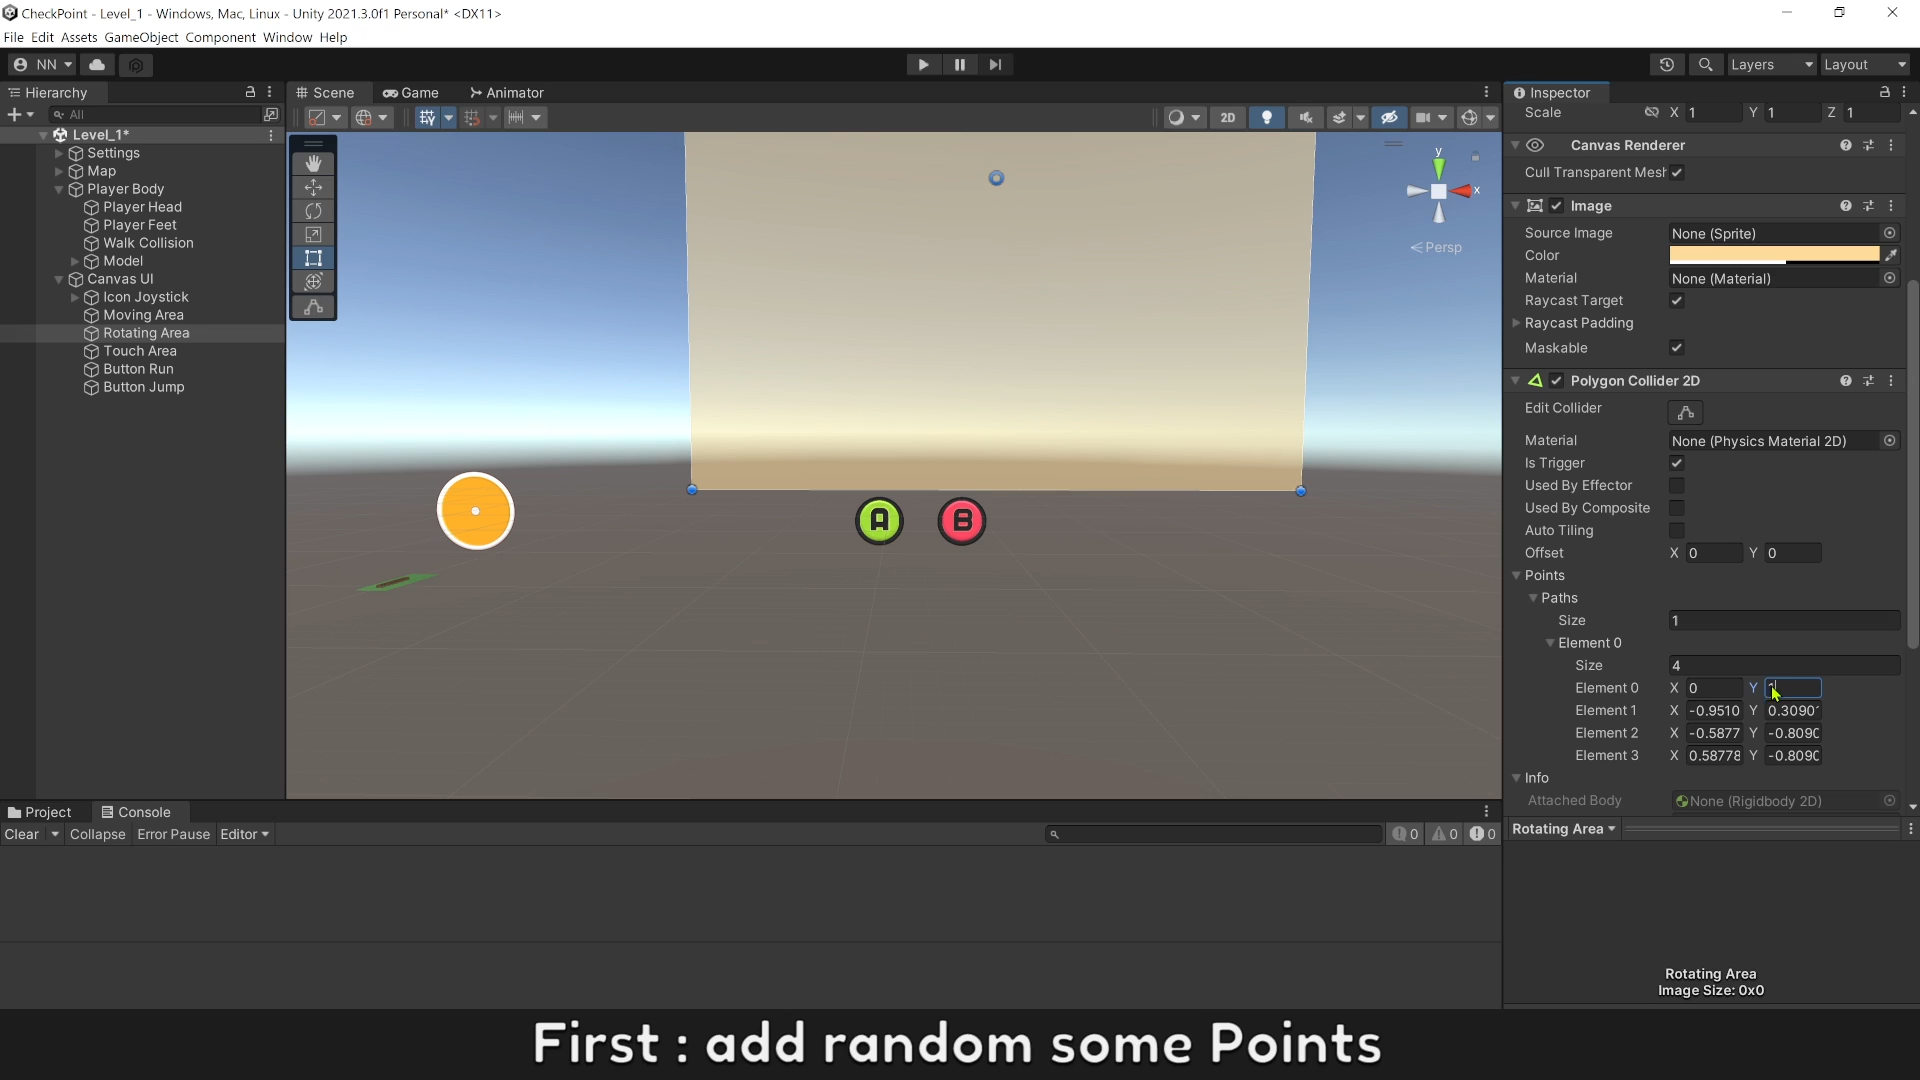 CheckPoint - Level_1 - Windows, Mac, Linux - Unity 2021.3.0f1 Personal* <DX11>
File Edit Assets GameObject Component Window Help
NN Layers Layout
Hierarchy Scene Game Animator Inspector
All 2D Scale X 1 Y 1 Z 1
Level_1*
Settings
Map
Player Body
Player Head
Player Feet
Walk Collision
Model
Canvas UI
Icon Joystick
Moving Area
Rotating Area
Touch Area
Button Run
Button Jump
y
x
Persp
A B
Canvas Renderer
Cull Transparent Mesh
Image
Source Image None (Sprite)
Color
Material None (Material)
Raycast Target
Raycast Padding
Maskable
Polygon Collider 2D
Edit Collider
Material None (Physics Material 2D)
Is Trigger
Used By Effector
Used By Composite
Auto Tiling
Offset X 0 Y 0
Points
Paths
Size 1
Element 0
Size 4
Element 0 X 0 Y
Element 1 X -0.9510 Y 0.3090
Element 2 X -0.5877 Y -0.8090
Element 3 X 0.58778 Y -0.8090
Info
Attached Body None (Rigidbody 2D)
Project Console
Clear Collapse Error Pause Editor 0 0 0
Rotating Area
Rotating Area
Image Size: 0x0
First : add random some Points